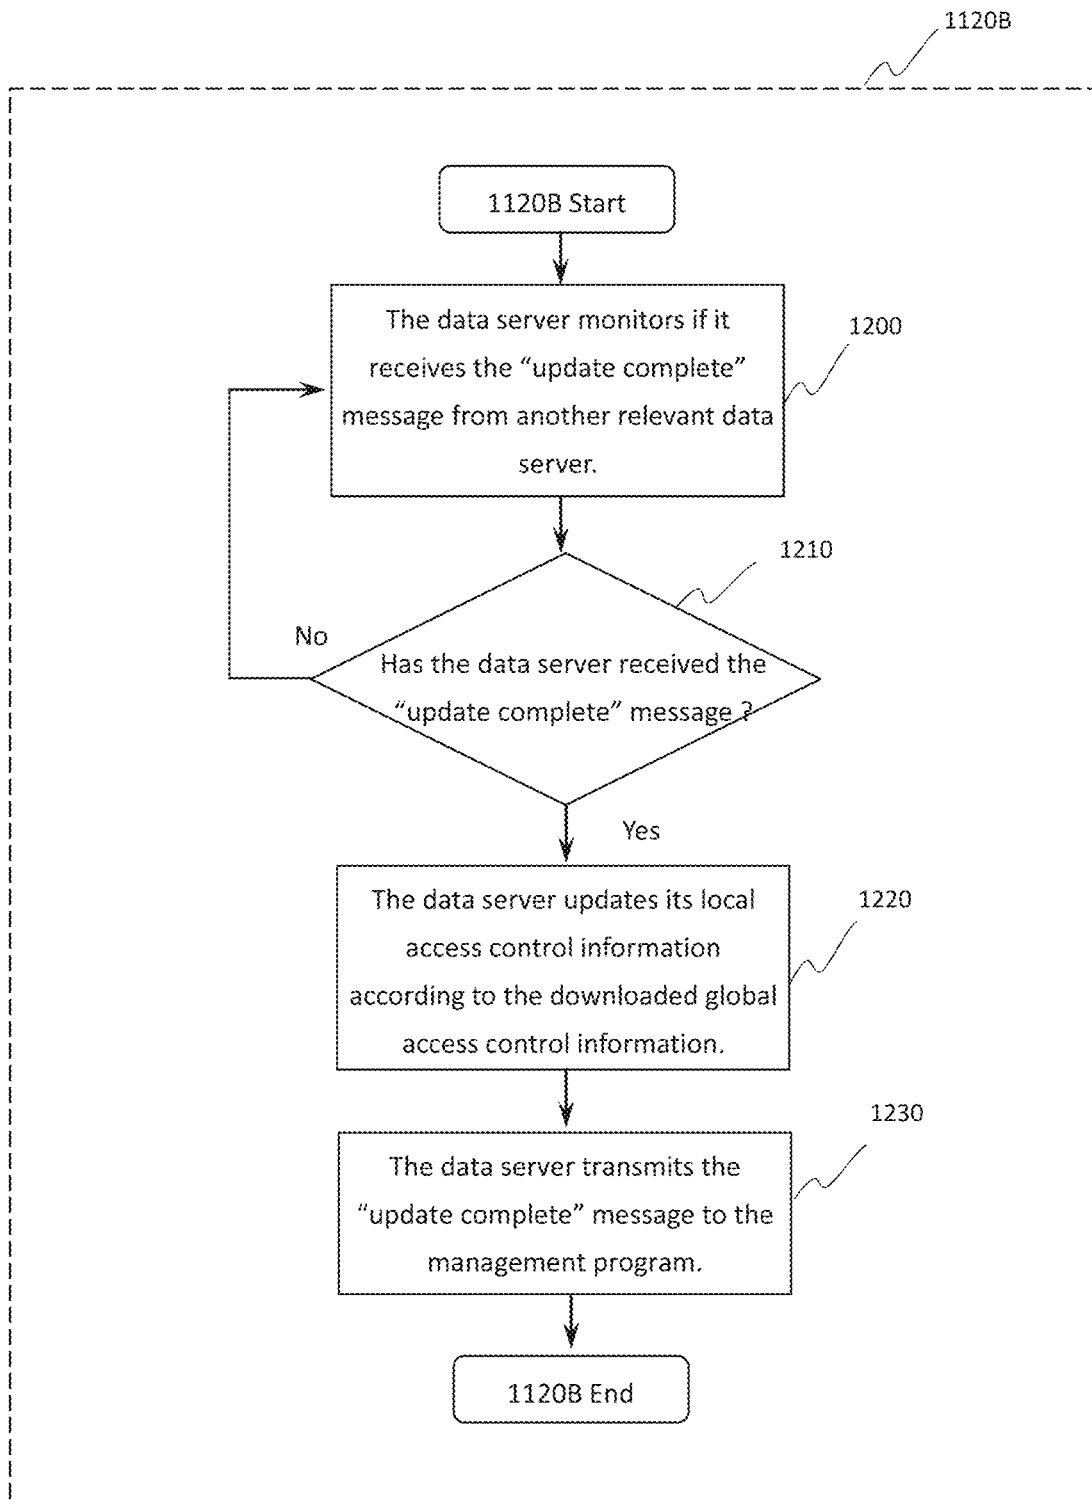 1120B
1120B Start
The data server monitors if it
receives the “update complete”
message from another relevant data
server.
1200
1210
No
Has the data server received the
“update complete” message ?
Yes
The data server updates its local
access control information
according to the downloaded global
access control information.
1220
1230
The data server transmits the
“update complete” message to the
management program.
1120B End